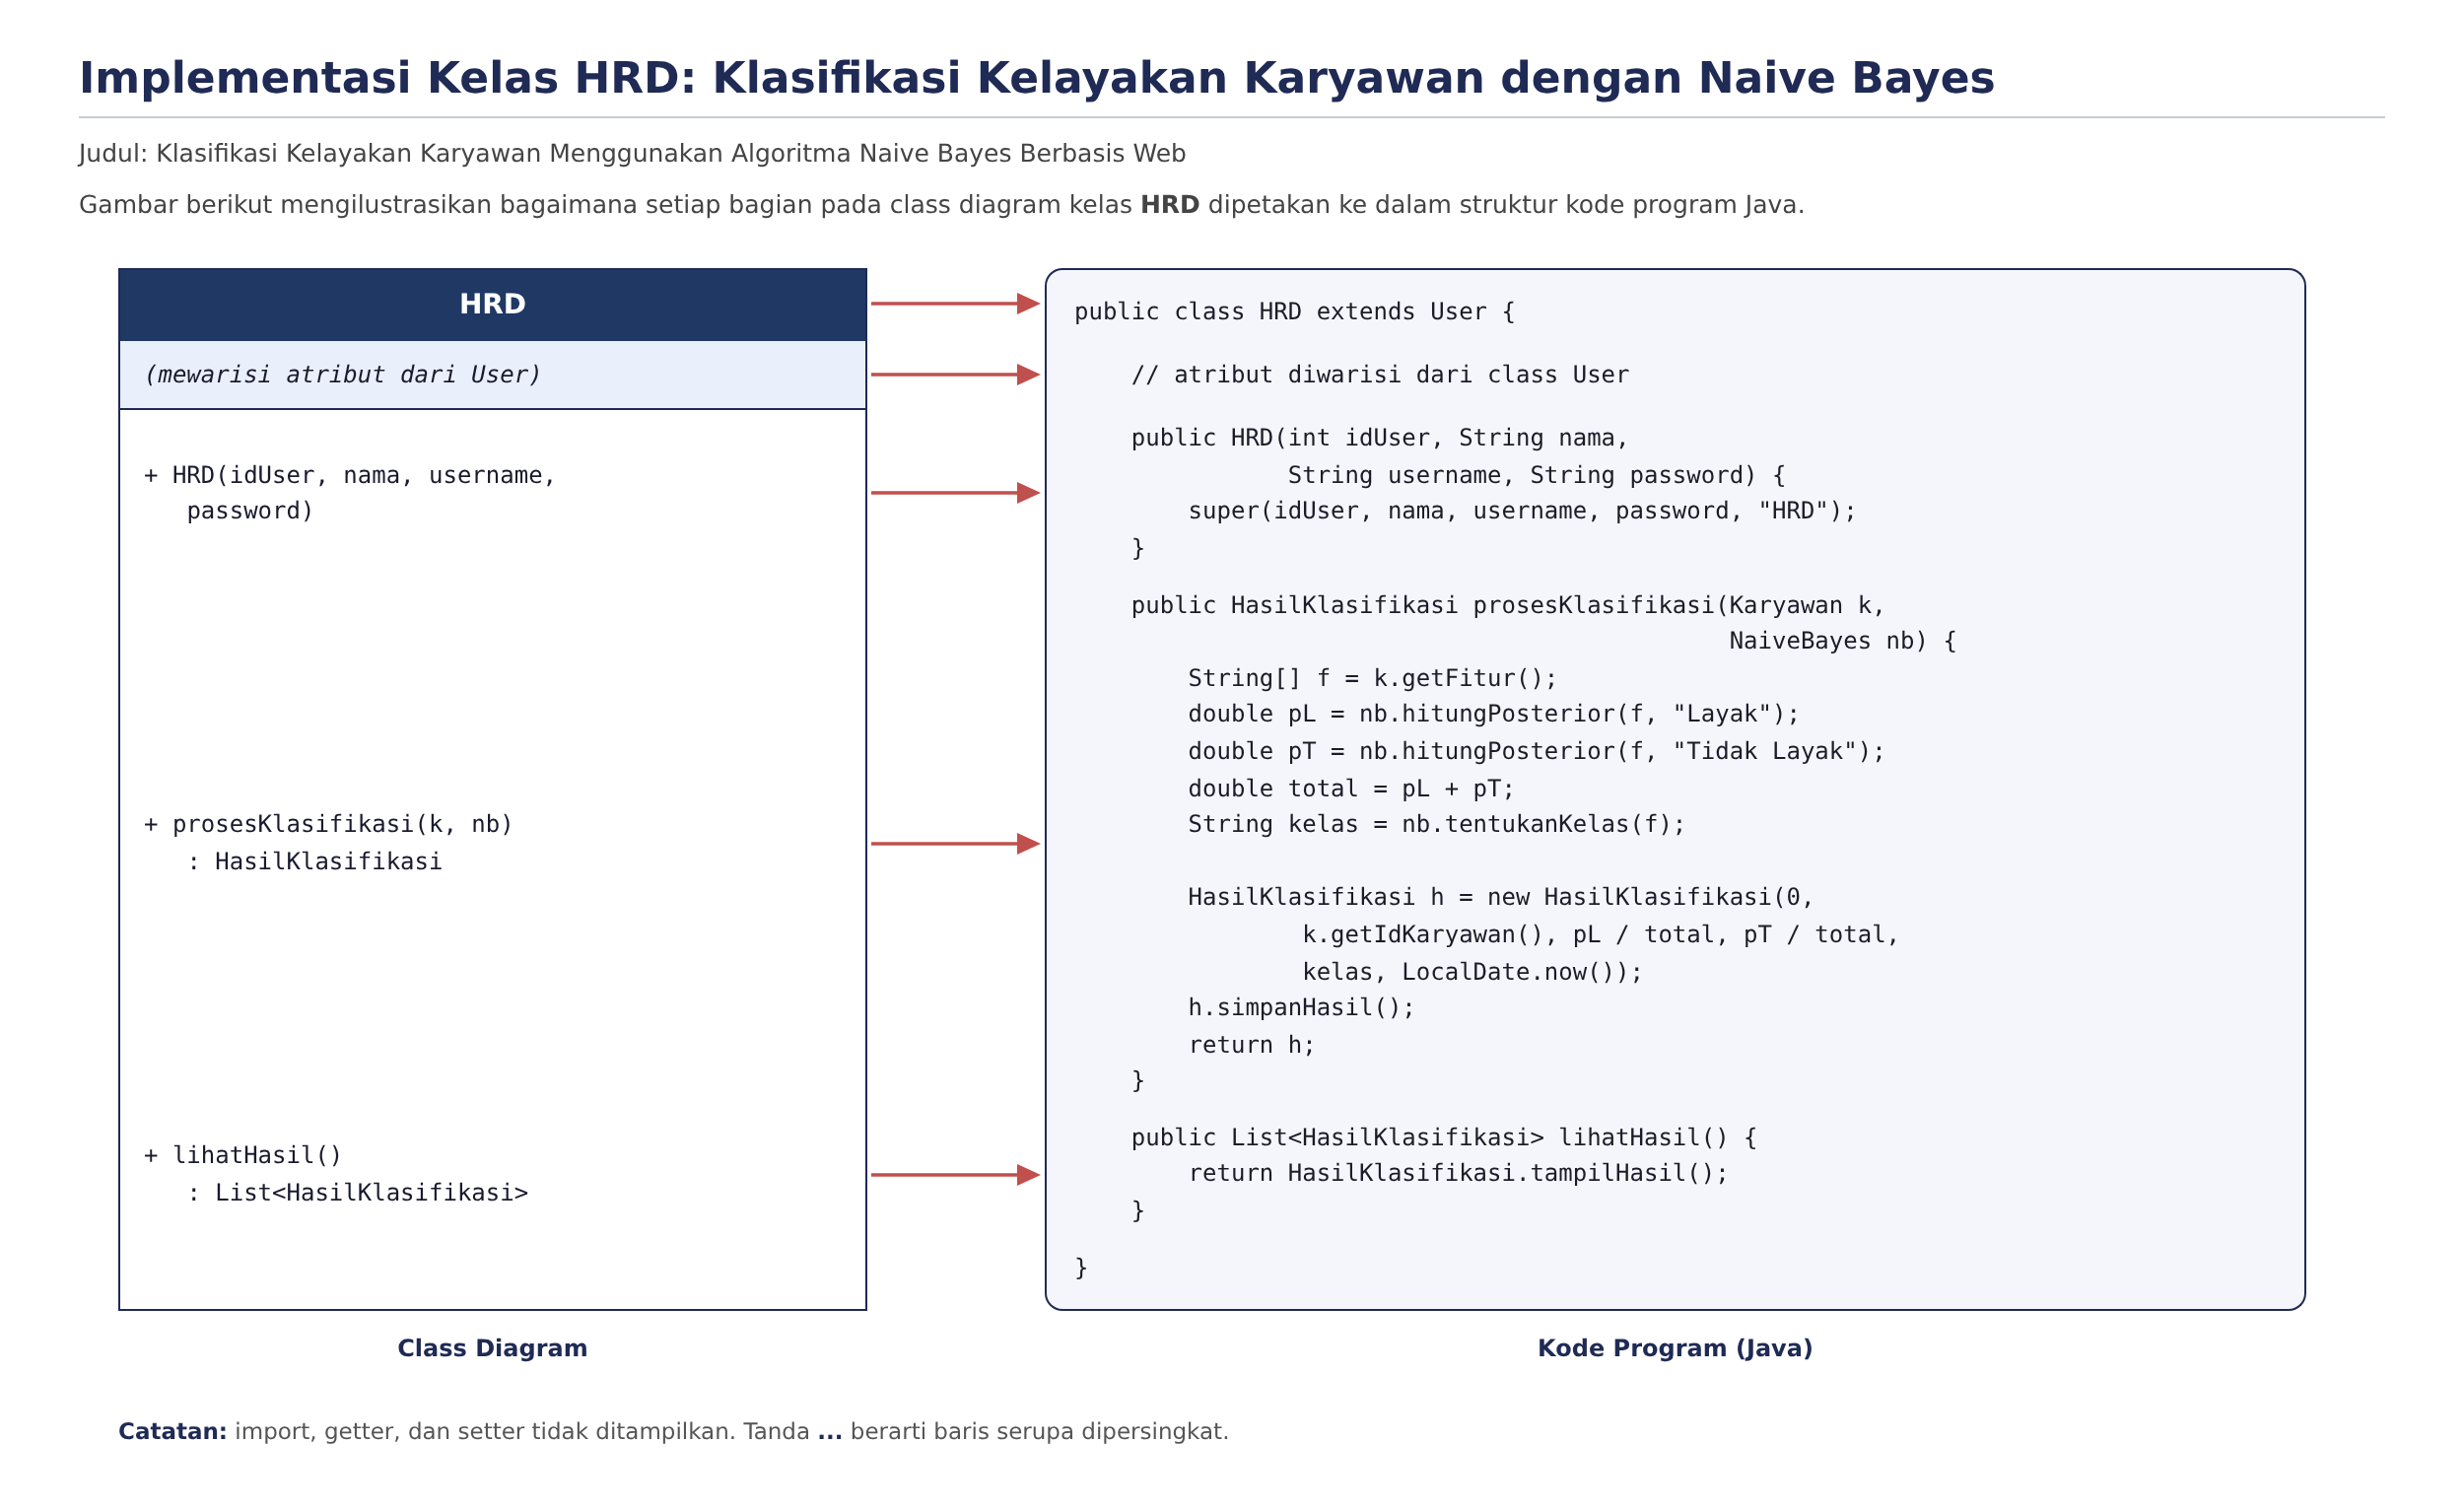 Implementasi Kelas HRD: Klasifikasi Kelayakan Karyawan dengan Naive Bayes
Judul: Klasifikasi Kelayakan Karyawan Menggunakan Algoritma Naive Bayes Berbasis Web
Gambar berikut mengilustrasikan bagaimana setiap bagian pada class diagram kelas HRD dipetakan ke dalam struktur kode program Java.
HRD
(mewarisi atribut dari User)
+ HRD(idUser, nama, username,
   password)
+ prosesKlasifikasi(k, nb)
   : HasilKlasifikasi
+ lihatHasil()
   : List<HasilKlasifikasi>
Class Diagram
public class HRD extends User {
    // atribut diwarisi dari class User
    public HRD(int idUser, String nama,
               String username, String password) {
        super(idUser, nama, username, password, "HRD");
    }
    public HasilKlasifikasi prosesKlasifikasi(Karyawan k,
                                              NaiveBayes nb) {
        String[] f = k.getFitur();
        double pL = nb.hitungPosterior(f, "Layak");
        double pT = nb.hitungPosterior(f, "Tidak Layak");
        double total = pL + pT;
        String kelas = nb.tentukanKelas(f);
        HasilKlasifikasi h = new HasilKlasifikasi(0,
                k.getIdKaryawan(), pL / total, pT / total,
                kelas, LocalDate.now());
        h.simpanHasil();
        return h;
    }
    public List<HasilKlasifikasi> lihatHasil() {
        return HasilKlasifikasi.tampilHasil();
    }
}
Kode Program (Java)
Catatan: import, getter, dan setter tidak ditampilkan. Tanda ... berarti baris serupa dipersingkat.